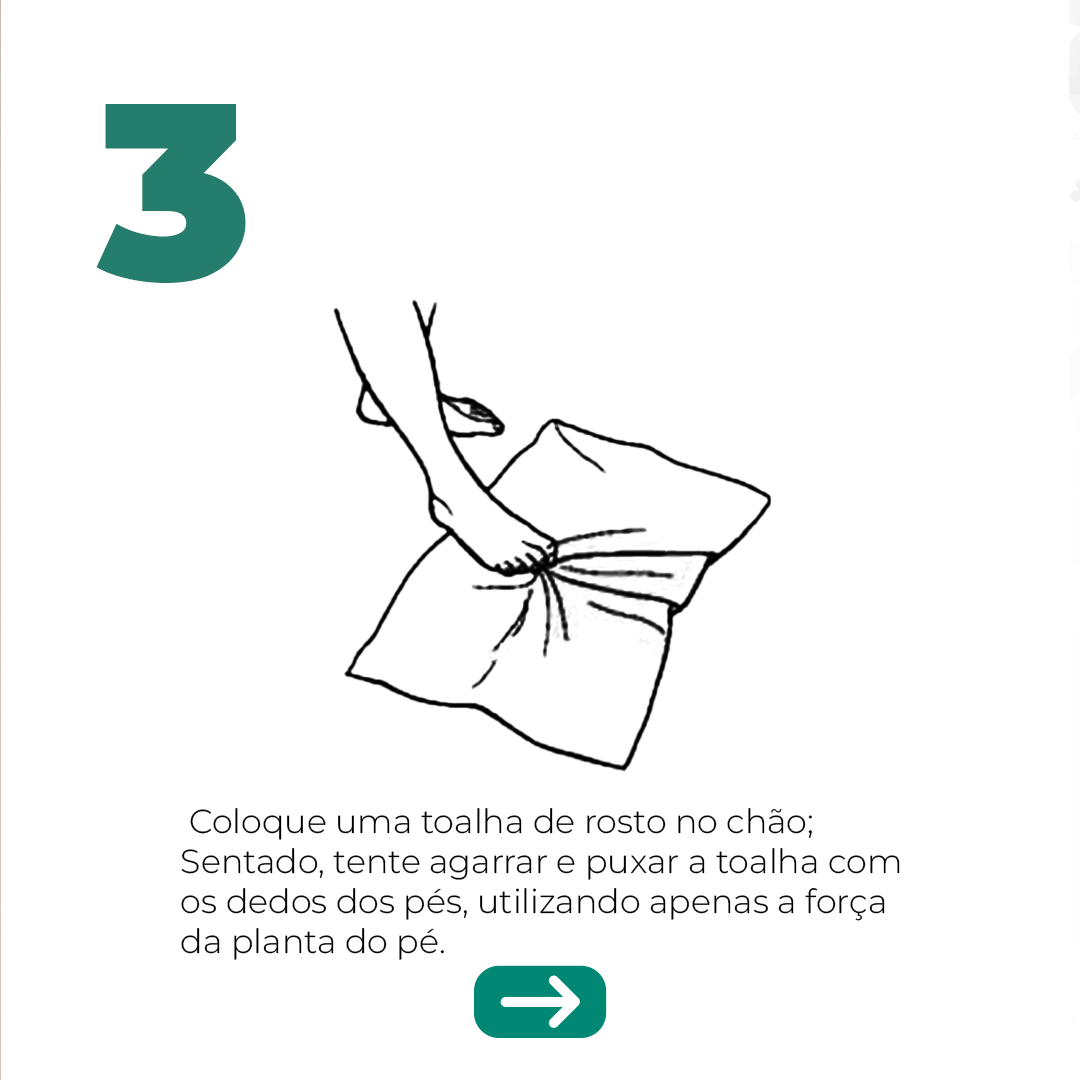 3
Coloque uma toalha de rosto no chão;
Sentado, tente agarrar e puxar a toalha com
os dedos dos pés, utilizando apenas a força
da planta do pé.